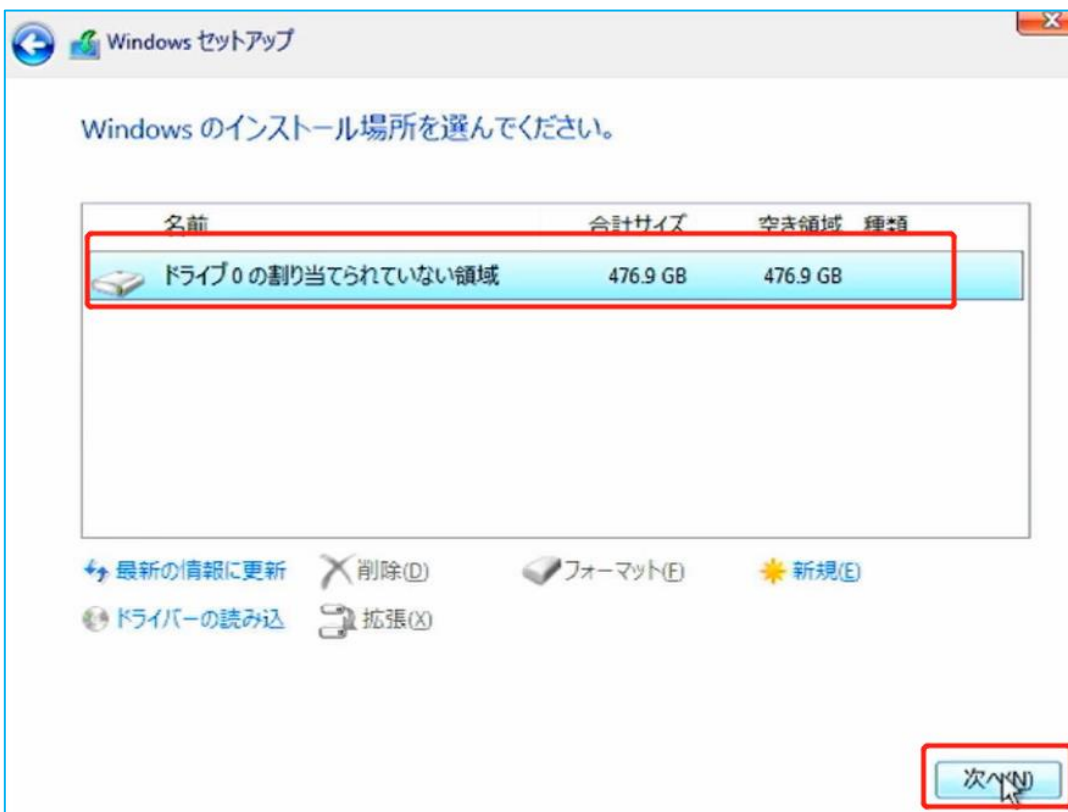 Windows セットアップ
Windows のインストール場所を選んでください。
名前 合計サイズ 空き領域 種類
ドライブ 0 の割り当てられていない領域 476.9 GB 476.9 GB
最新の情報に更新 削除(D) フォーマット(F) 新規(E)
ドライバーの読み込 拡張(X)
次へ(N)